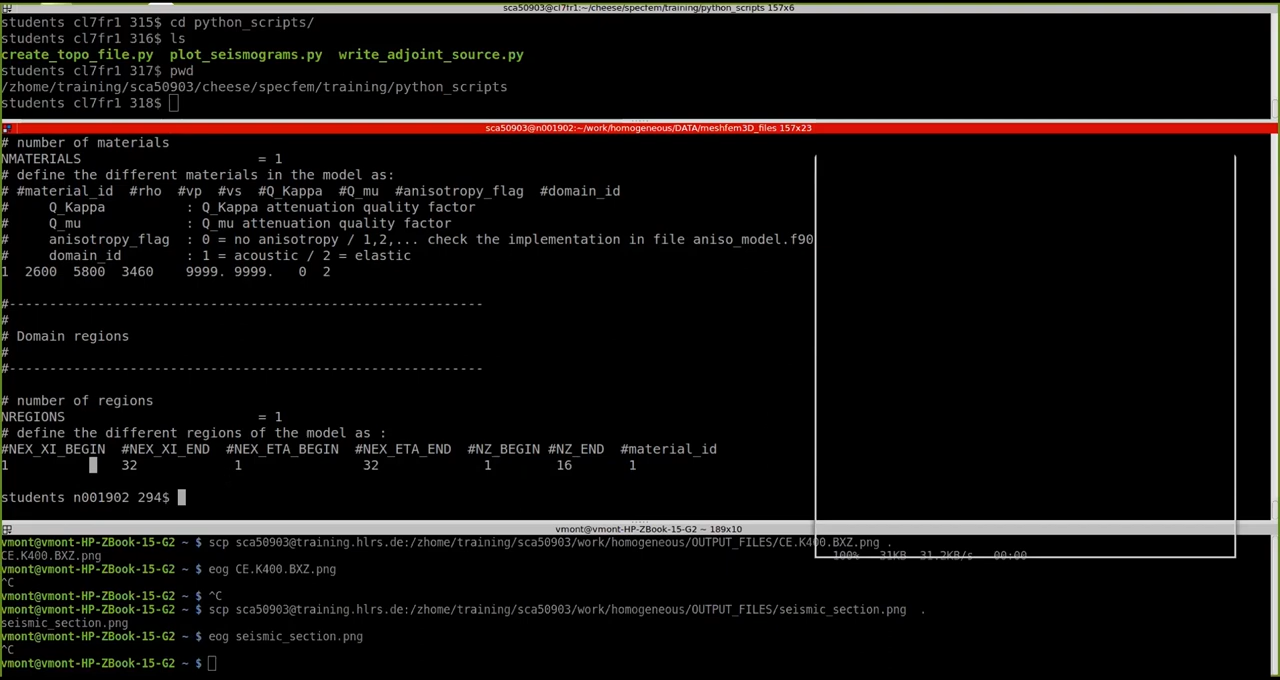 sca50903@cl7fr1:~/cheese/specfem/training/python_scripts 157x6
students cl7fr1 315$ cd python_scripts/
students cl7fr1 316$ ls
create_topo_file.py  plot_seismograms.py  write_adjoint_source.py
students cl7fr1 317$ pwd
/zhome/training/sca50903/cheese/specfem/training/python_scripts
students cl7fr1 318$
sca50903@n001902:~/work/homogeneous/DATA/meshfem3D_files 157x23
# number of materials
NMATERIALS                      = 1
# define the different materials in the model as:
# #material_id  #rho  #vp  #vs  #Q_Kappa  #Q_mu  #anisotropy_flag  #domain_id
#     Q_Kappa          : Q_Kappa attenuation quality factor
#     Q_mu             : Q_mu attenuation quality factor
#     anisotropy_flag  : 0 = no anisotropy / 1,2,... check the implementation in file aniso_model.f90
#     domain_id        : 1 = acoustic / 2 = elastic
1  2600  5800  3460    9999. 9999.   0  2
#-----------------------------------------------------------
#
# Domain regions
#
#-----------------------------------------------------------
# number of regions
NREGIONS                        = 1
# define the different regions of the model as :
#NEX_XI_BEGIN  #NEX_XI_END  #NEX_ETA_BEGIN  #NEX_ETA_END  #NZ_BEGIN #NZ_END  #material_id
1              32            1               32             1        16       1
students n001902 294$
vmont@vmont-HP-ZBook-15-G2 ~ 189x10
vmont@vmont-HP-ZBook-15-G2 ~ $ scp sca50903@training.hlrs.de:/zhome/training/sca50903/work/homogeneous/OUTPUT_FILES/CE.K400.BXZ.png .
CE.K400.BXZ.png                                        100%   31KB  31.2KB/s   00:00
vmont@vmont-HP-ZBook-15-G2 ~ $ eog CE.K400.BXZ.png
^C
vmont@vmont-HP-ZBook-15-G2 ~ $ ^C
vmont@vmont-HP-ZBook-15-G2 ~ $ scp sca50903@training.hlrs.de:/zhome/training/sca50903/work/homogeneous/OUTPUT_FILES/seismic_section.png  .
seismic_section.png
vmont@vmont-HP-ZBook-15-G2 ~ $ eog seismic_section.png
^C
vmont@vmont-HP-ZBook-15-G2 ~ $